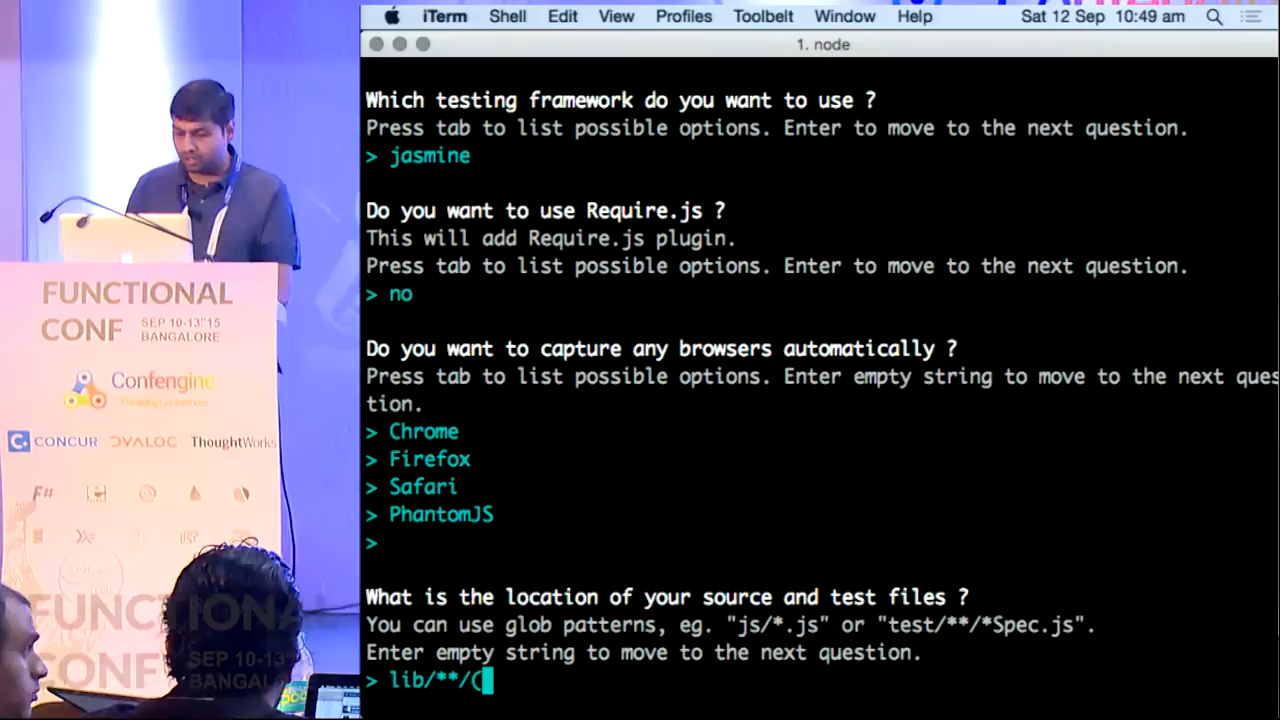 iTerm Shell Edit View Profiles Toolbelt Window Help Sat 12 Sep 10:49 am
1. node
Which testing framework do you want to use ?
Press tab to list possible options. Enter to move to the next question.
> jasmine
Do you want to use Require.js ?
This will add Require.js plugin.
Press tab to list possible options. Enter to move to the next question.
> no
Do you want to capture any browsers automatically ?
Press tab to list possible options. Enter empty string to move to the next ques
tion.
> Chrome
> Firefox
> Safari
> PhantomJS
>
What is the location of your source and test files ?
You can use glob patterns, eg. "js/*.js" or "test/**/*Spec.js".
Enter empty string to move to the next question.
> lib/**/(
FUNCTIONAL
CONF SEP 10-13"15
BANGALORE
Confengine
C. CONCUR DVALOC ThoughtWorks
F#
FUNCTIONAL
CONF SEP 10-13
BANGAL